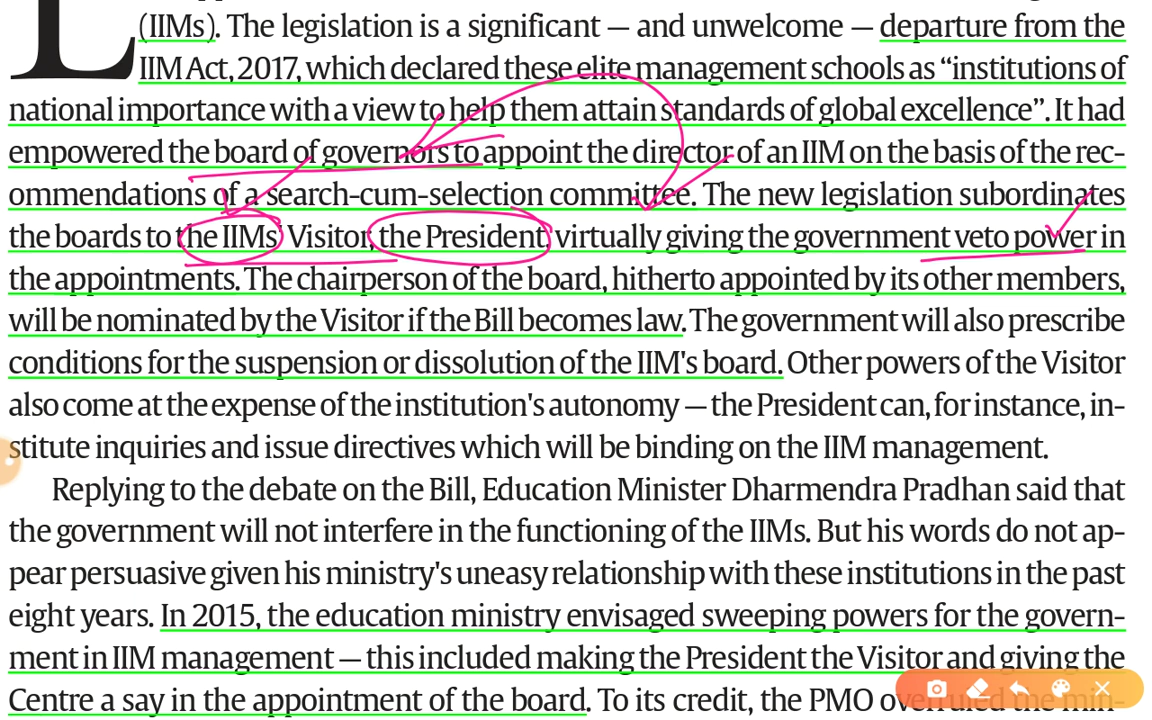 L
(IIMs). The legislation is a significant — and unwelcome — departure from the
IIM Act, 2017, which declared these elite management schools as “institutions of
national importance with a view to help them attain standards of global excellence”. It had
empowered the board of governors to appoint the director of an IIM on the basis of the rec-
ommendations of a search-cum-selection committee. The new legislation subordinates
the boards to the IIMs' Visitor, the President, virtually giving the government veto power in
the appointments. The chairperson of the board, hitherto appointed by its other members,
will be nominated by the Visitor if the Bill becomes law. The government will also prescribe
conditions for the suspension or dissolution of the IIM's board. Other powers of the Visitor
also come at the expense of the institution's autonomy — the President can, for instance, in-
stitute inquiries and issue directives which will be binding on the IIM management.
Replying to the debate on the Bill, Education Minister Dharmendra Pradhan said that
the government will not interfere in the functioning of the IIMs. But his words do not ap-
pear persuasive given his ministry's uneasy relationship with these institutions in the past
eight years. In 2015, the education ministry envisaged sweeping powers for the govern-
ment in IIM management — this included making the President the Visitor and giving the
Centre a say in the appointment of the board. To its credit, the PMO overruled the min-